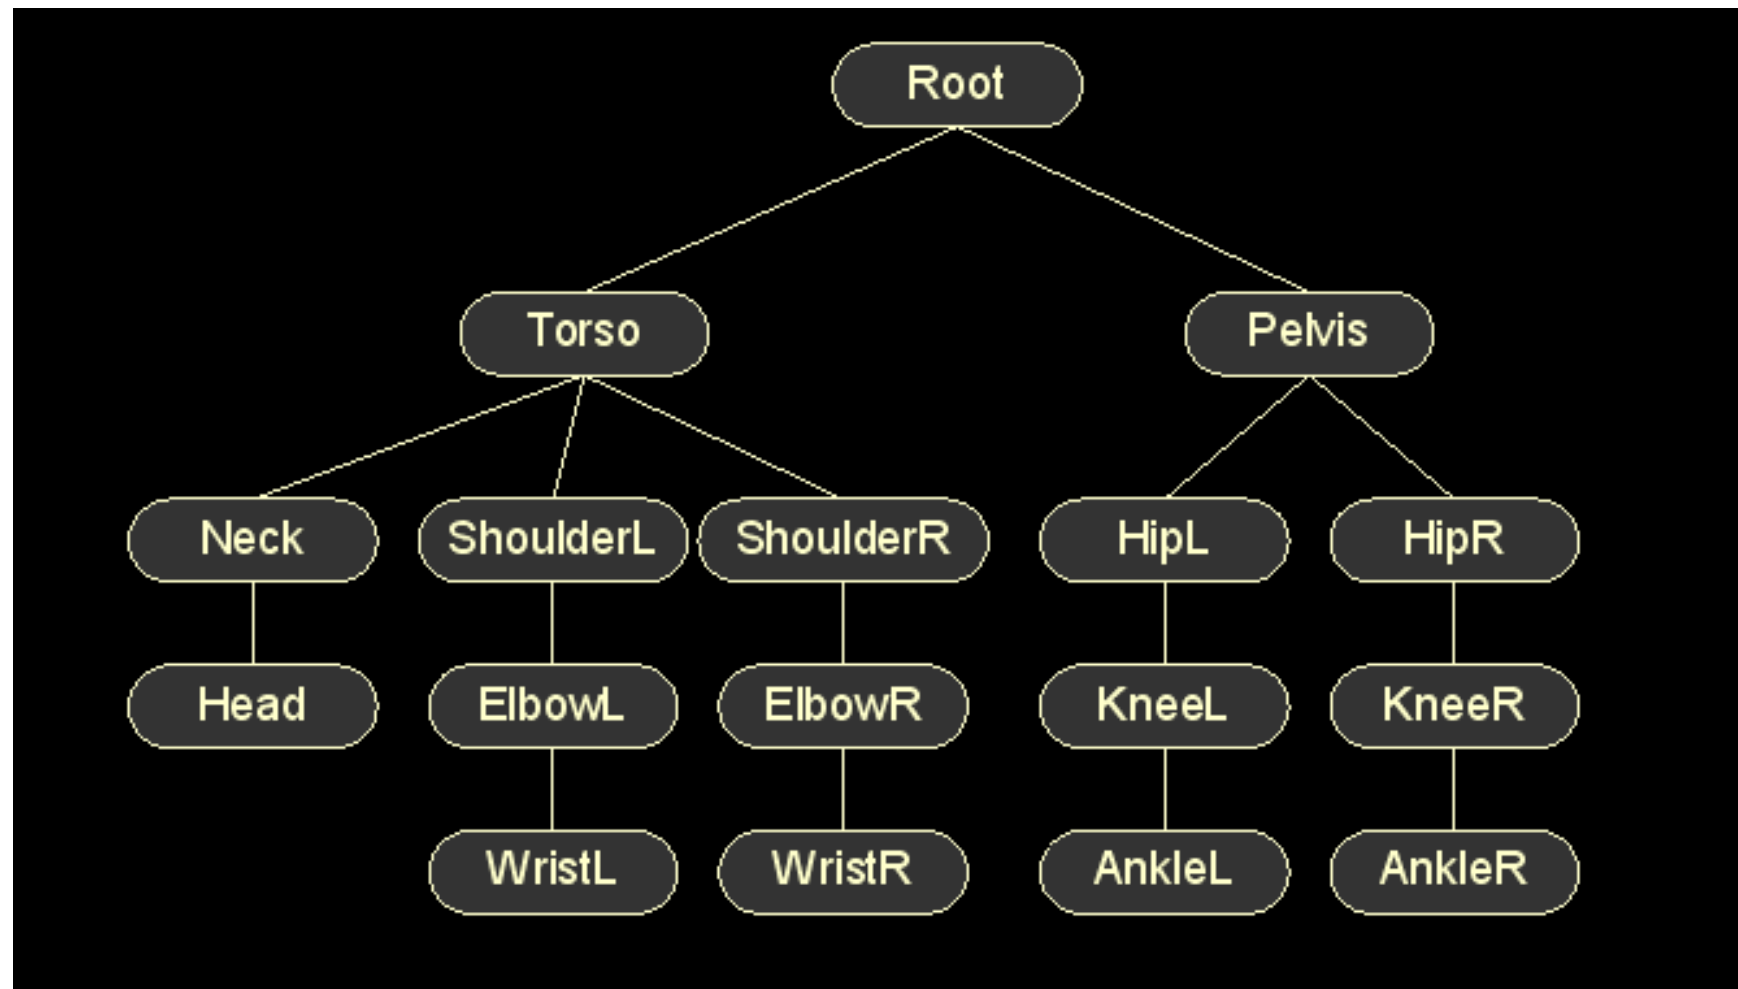 Root
Torso Pelvis
Neck ShoulderL ShoulderR HipL HipR
Head ElbowL ElbowR KneeL KneeR
WristL WristR AnkleL AnkleR